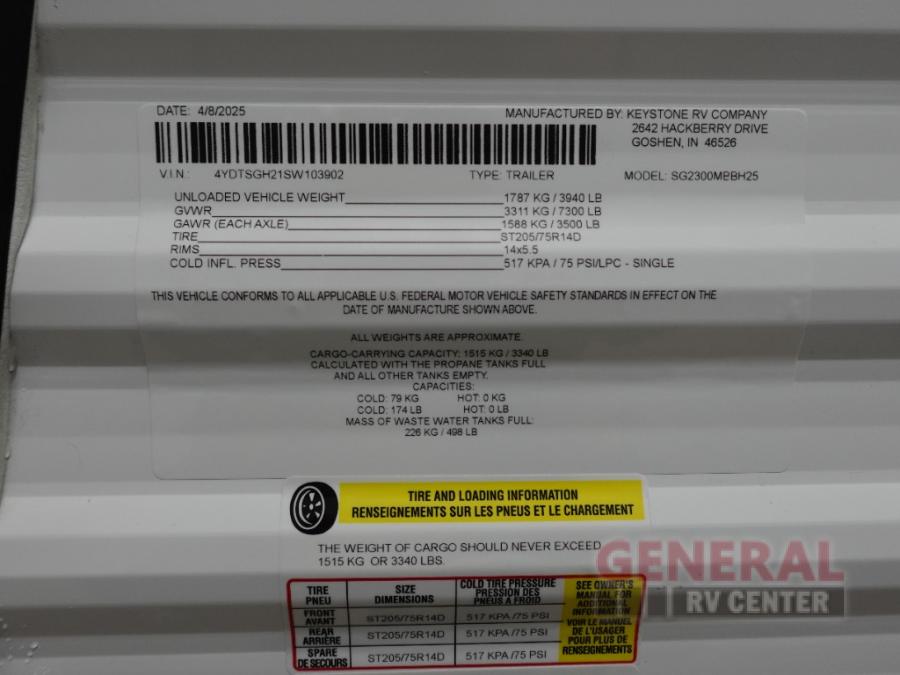 DATE: 4/8/2025 MANUFACTURED BY: KEYSTONE RV COMPANY
2642 HACKBERRY DRIVE
GOSHEN, IN 46526
V.I.N.: 4YDTSGH21SW103902 TYPE: TRAILER MODEL: SG2300MBBH25
UNLOADED VEHICLE WEIGHT 1787 KG / 3940 LB
GVWR 3311 KG / 7300 LB
GAWR (EACH AXLE) 1588 KG / 3500 LB
TIRE ST205/75R14D
RIMS 14x5.5
COLD INFL. PRESS 517 KPA / 75 PSI/LPC - SINGLE
THIS VEHICLE CONFORMS TO ALL APPLICABLE U.S. FEDERAL MOTOR VEHICLE SAFETY STANDARDS IN EFFECT ON THE
DATE OF MANUFACTURE SHOWN ABOVE.
ALL WEIGHTS ARE APPROXIMATE.
CARGO-CARRYING CAPACITY: 1515 KG / 3340 LB
CALCULATED WITH THE PROPANE TANKS FULL
AND ALL OTHER TANKS EMPTY.
CAPACITIES:
COLD: 79 KG HOT: 0 KG
COLD: 174 LB HOT: 0 LB
MASS OF WASTE WATER TANKS FULL:
226 KG / 498 LB
TIRE AND LOADING INFORMATION
RENSEIGNEMENTS SUR LES PNEUS ET LE CHARGEMENT
THE WEIGHT OF CARGO SHOULD NEVER EXCEED
1515 KG OR 3340 LBS.
TIRE
PNEU
SIZE
DIMENSIONS
COLD TIRE PRESSURE
PRESSION DES
PNEUS A FROID
SEE OWNER'S
MANUAL FOR
ADDITIONAL
INFORMATION
VOIR LE MANUEL
DE L'USAGER
POUR PLUS DE
RENSEIGNEMENTS
FRONT
AVANT
ST205/75R14D
517 KPA /75 PSI
REAR
ARRIÈRE
ST205/75R14D
517 KPA /75 PSI
SPARE
DE SECOURS
ST205/75R14D
517 KPA /75 PSI
GENERAL
RV CENTER